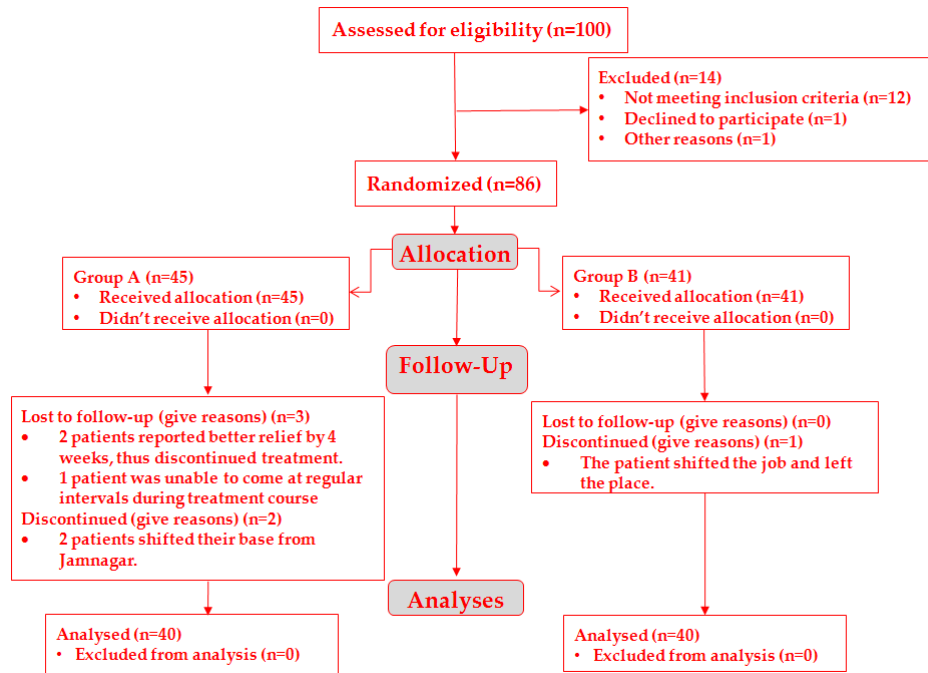 Assessed for eligibility (n=100)
Excluded (n=14)
• Not meeting inclusion criteria (n=12)
• Declined to participate (n=1)
• Other reasons (n=1)
Randomized (n=86)
Allocation
Group A (n=45)
• Received allocation (n=45)
• Didn't receive allocation (n=0)
Group B (n=41)
• Received allocation (n=41)
• Didn't receive allocation (n=0)
Follow-Up
Lost to follow-up (give reasons) (n=3)
• 2 patients reported better relief by 4
weeks, thus discontinued treatment.
• 1 patient was unable to come at regular
intervals during treatment course
Discontinued (give reasons) (n=2)
• 2 patients shifted their base from
Jamnagar.
Lost to follow-up (give reasons) (n=0)
Discontinued (give reasons) (n=1)
• The patient shifted the job and left
the place.
Analyses
Analysed (n=40)
• Excluded from analysis (n=0)
Analysed (n=40)
• Excluded from analysis (n=0)